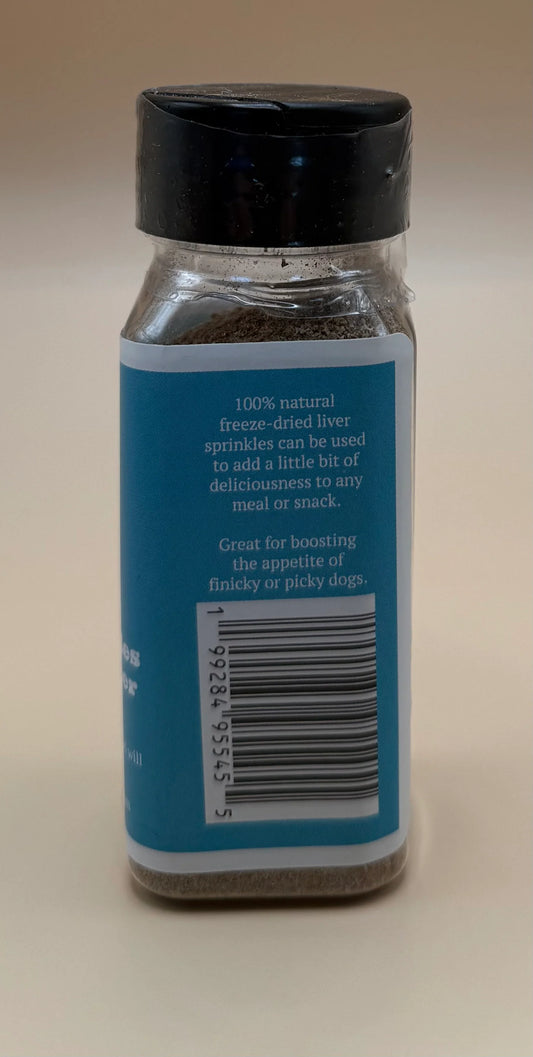 100% natural
freeze-dried liver
sprinkles can be used
to add a little bit of
deliciousness to any
meal or snack.
Great for boosting
the appetite of
finicky or picky dogs.
1 99284 95545 5
will